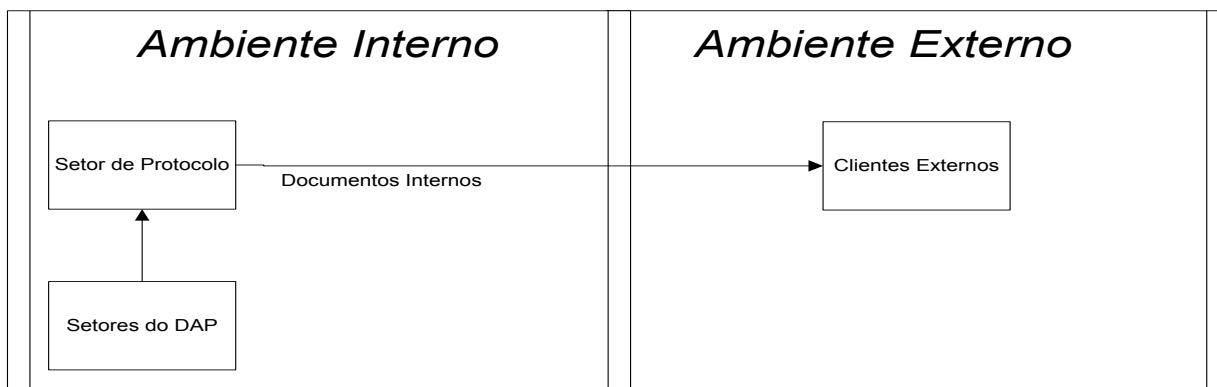 Ambiente Interno
Ambiente Externo
Setor de Protocolo
Documentos Internos
Clientes Externos
Setores do DAP